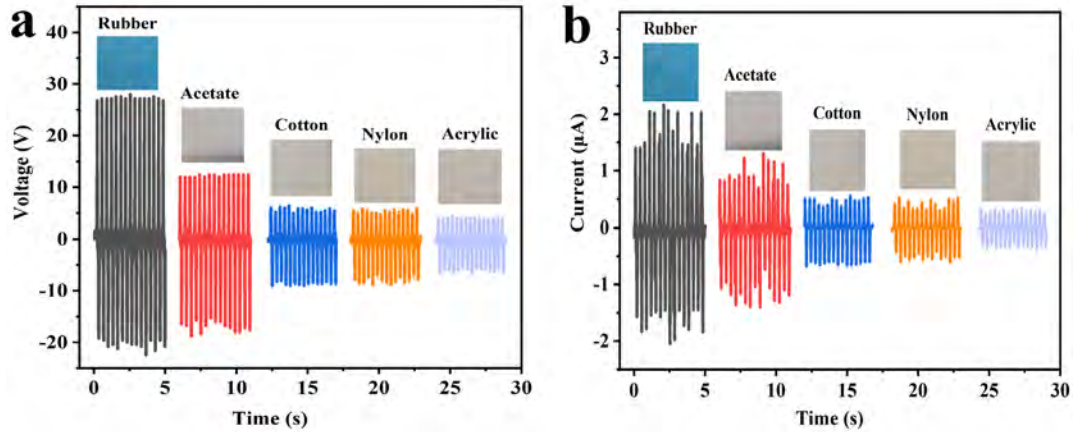 a
Rubber
Acetate
Cotton
Nylon
Acrylic
Voltage (V)
40
30
20
10
0
-10
-20
0
5
10
15
20
25
30
Time (s)
b
Rubber
Acetate
Cotton
Nylon
Acrylic
Current (μA)
3
2
1
0
-1
-2
0
5
10
15
20
25
30
Time (s)